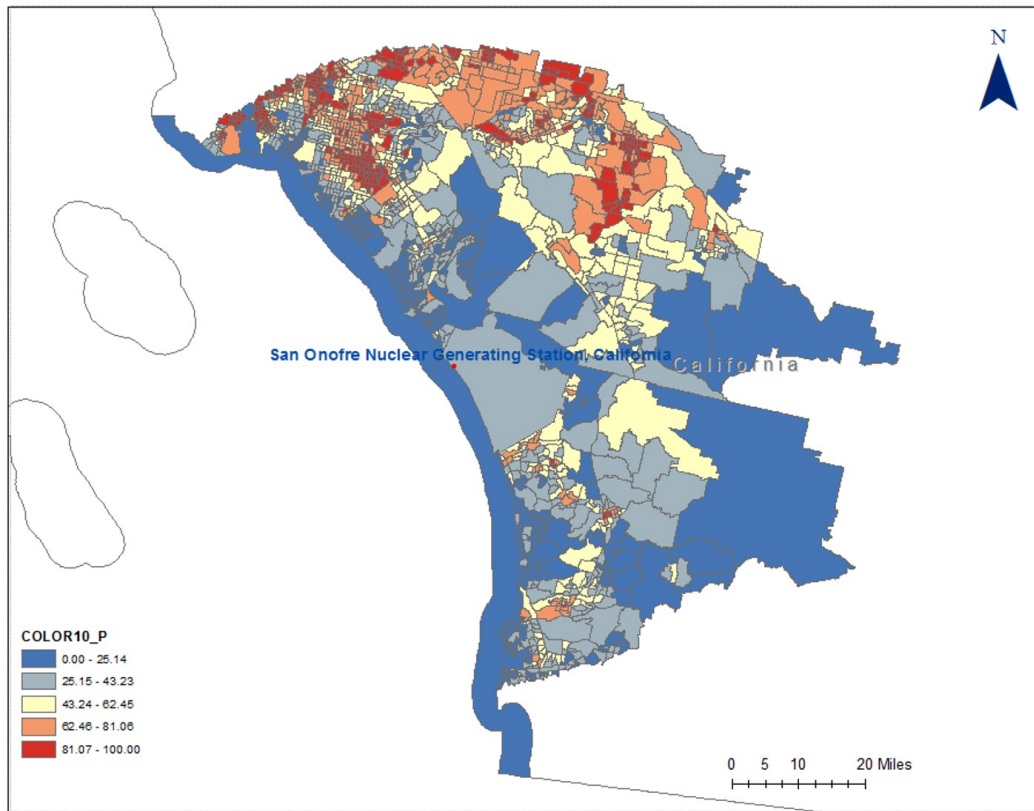 N
San Onofre Nuclear Generating Station, California
California
COLOR10_P
0.00 - 25.14
25.15 - 43.23
43.24 - 62.45
62.46 - 81.06
81.07 - 100.00
0 5 10 20 Miles